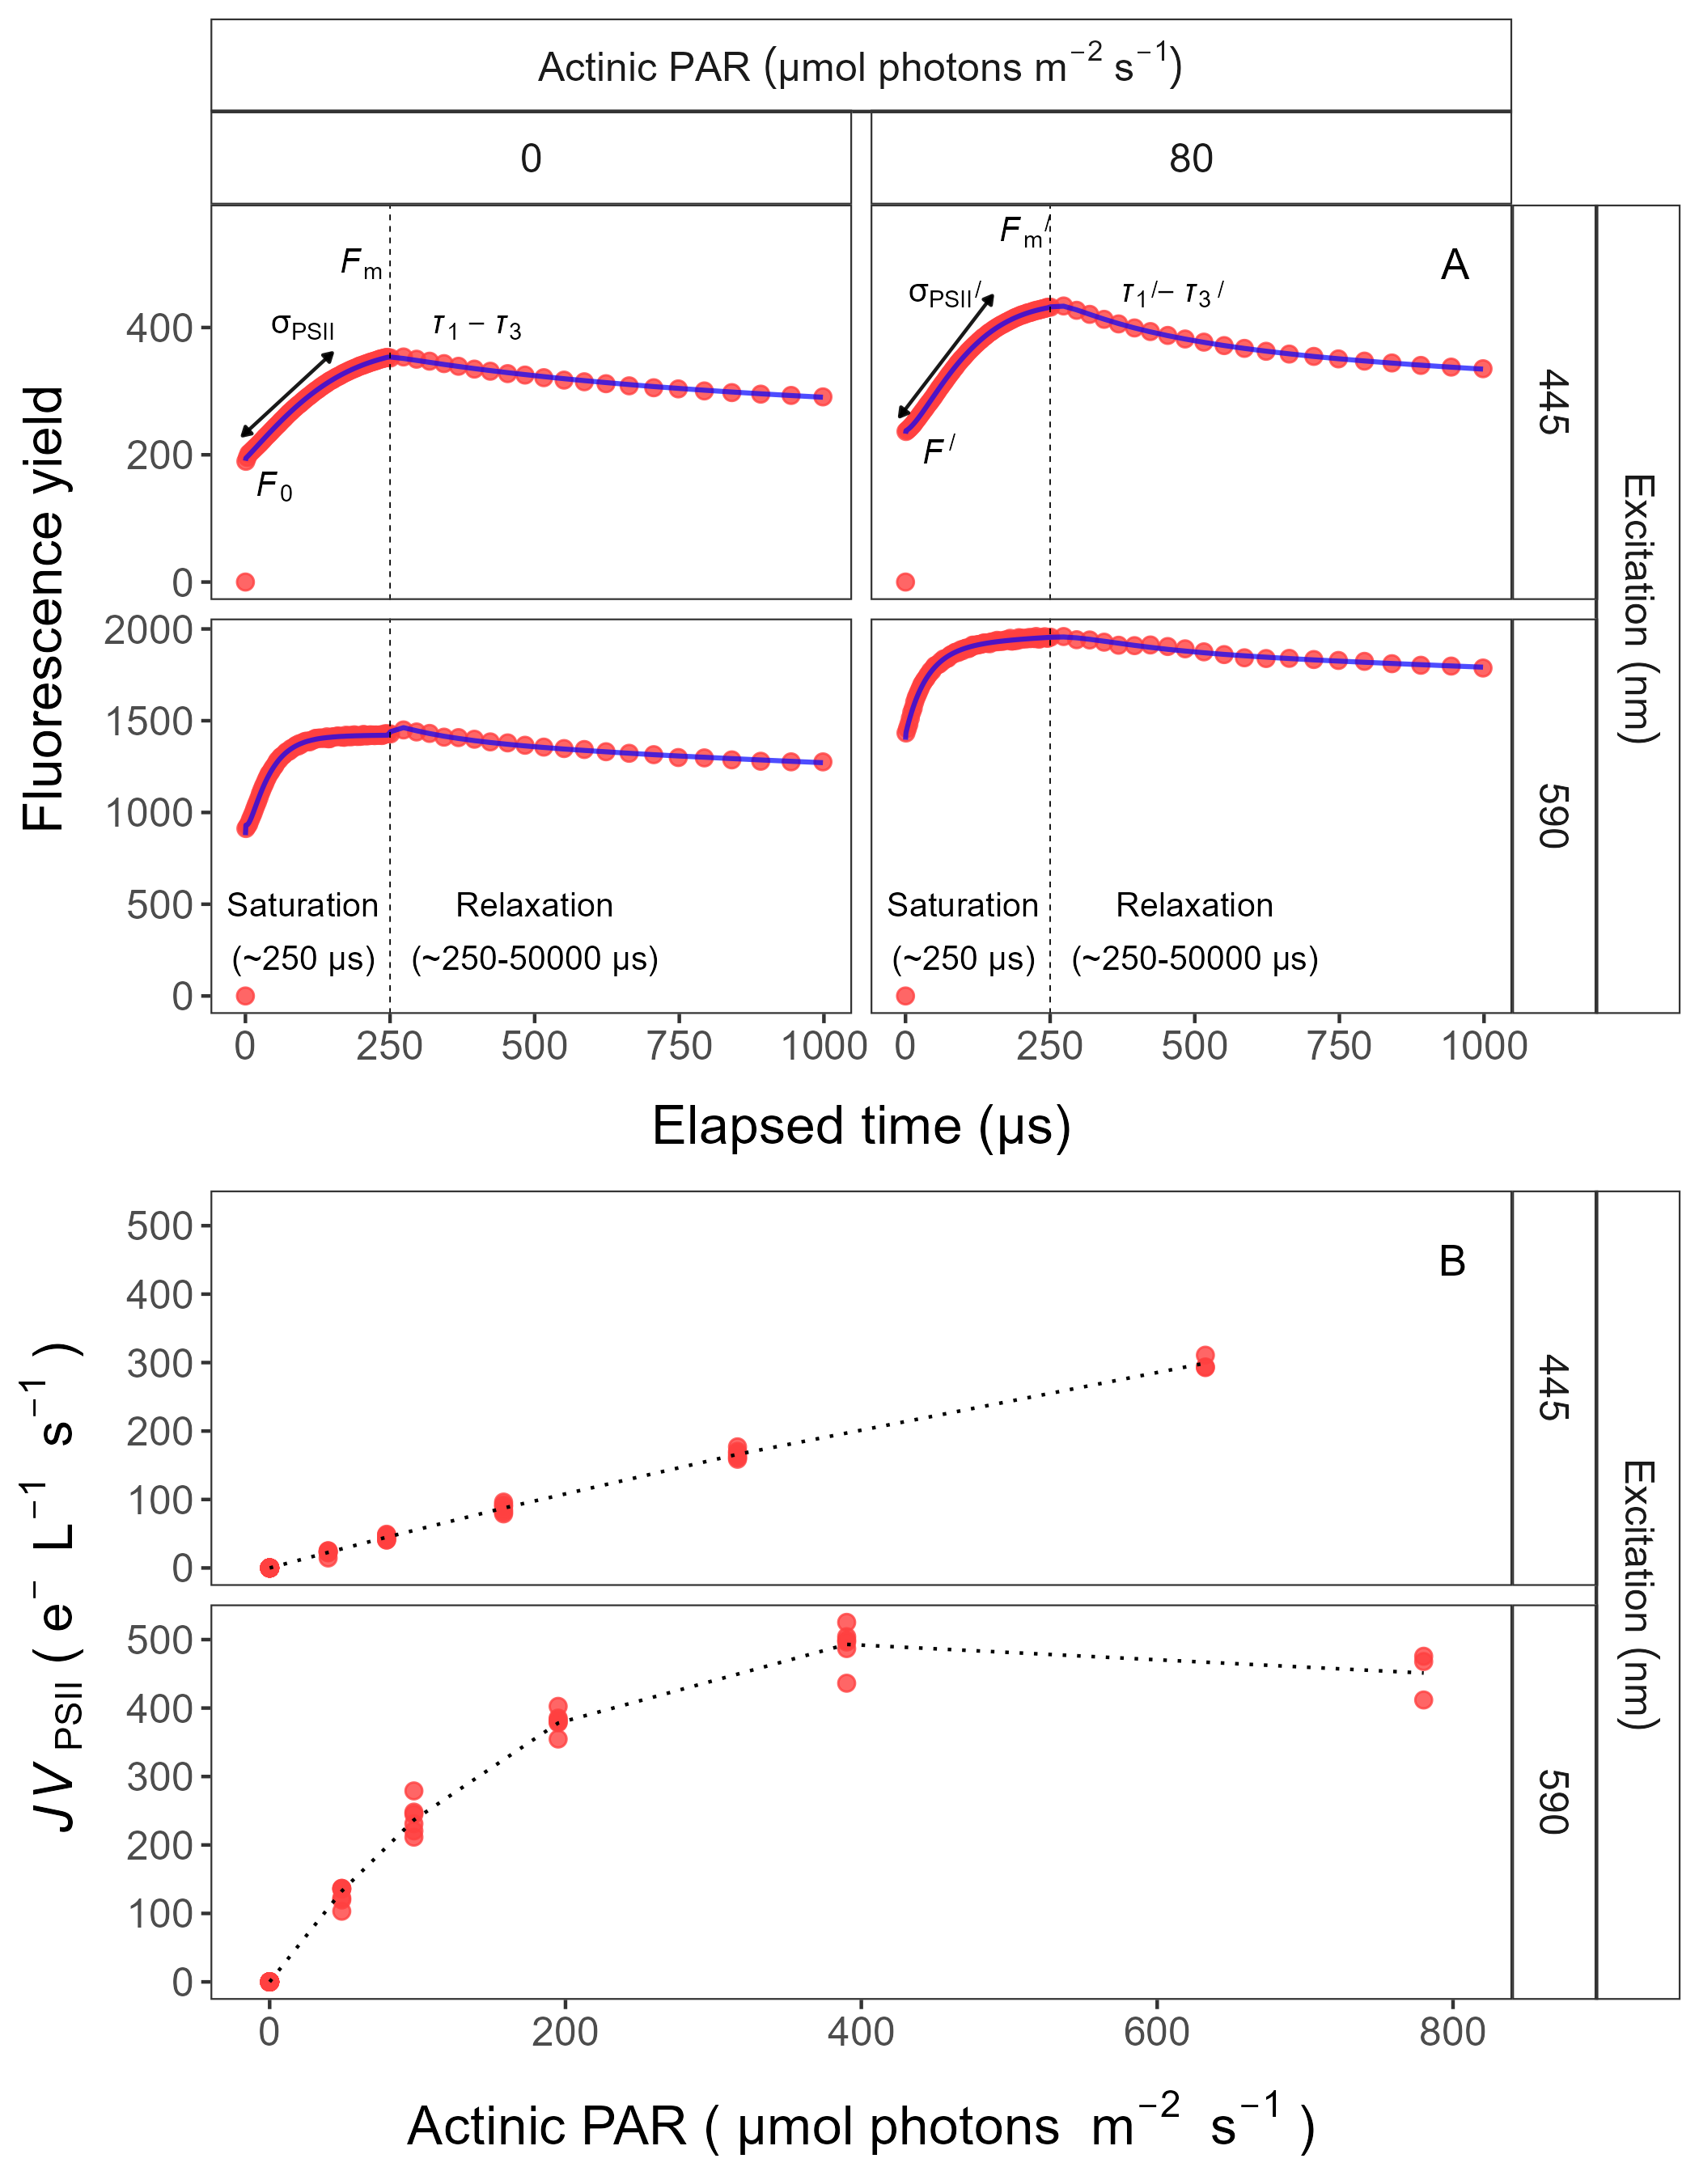 Actinic PAR (µmol photons m⁻² s⁻¹)
0
80
Fluorescence yield
400
200
0
F₀
σPSII
Fm
τ₁ − τ₃
F′
σPSII′
Fm′
τ₁′− τ₃′
A
445
2000
1500
1000
500
0
Saturation
(~250 µs)
Relaxation
(~250-50000 µs)
Saturation
(~250 µs)
Relaxation
(~250-50000 µs)
590
Excitation (nm)
0 250 500 750 1000
0 250 500 750 1000
Elapsed time (µs)
JV PSII ( e⁻ L⁻¹ s⁻¹ )
500
400
300
200
100
0
B
445
500
400
300
200
100
0
590
Excitation (nm)
0 200 400 600 800
Actinic PAR ( µmol photons m⁻² s⁻¹ )